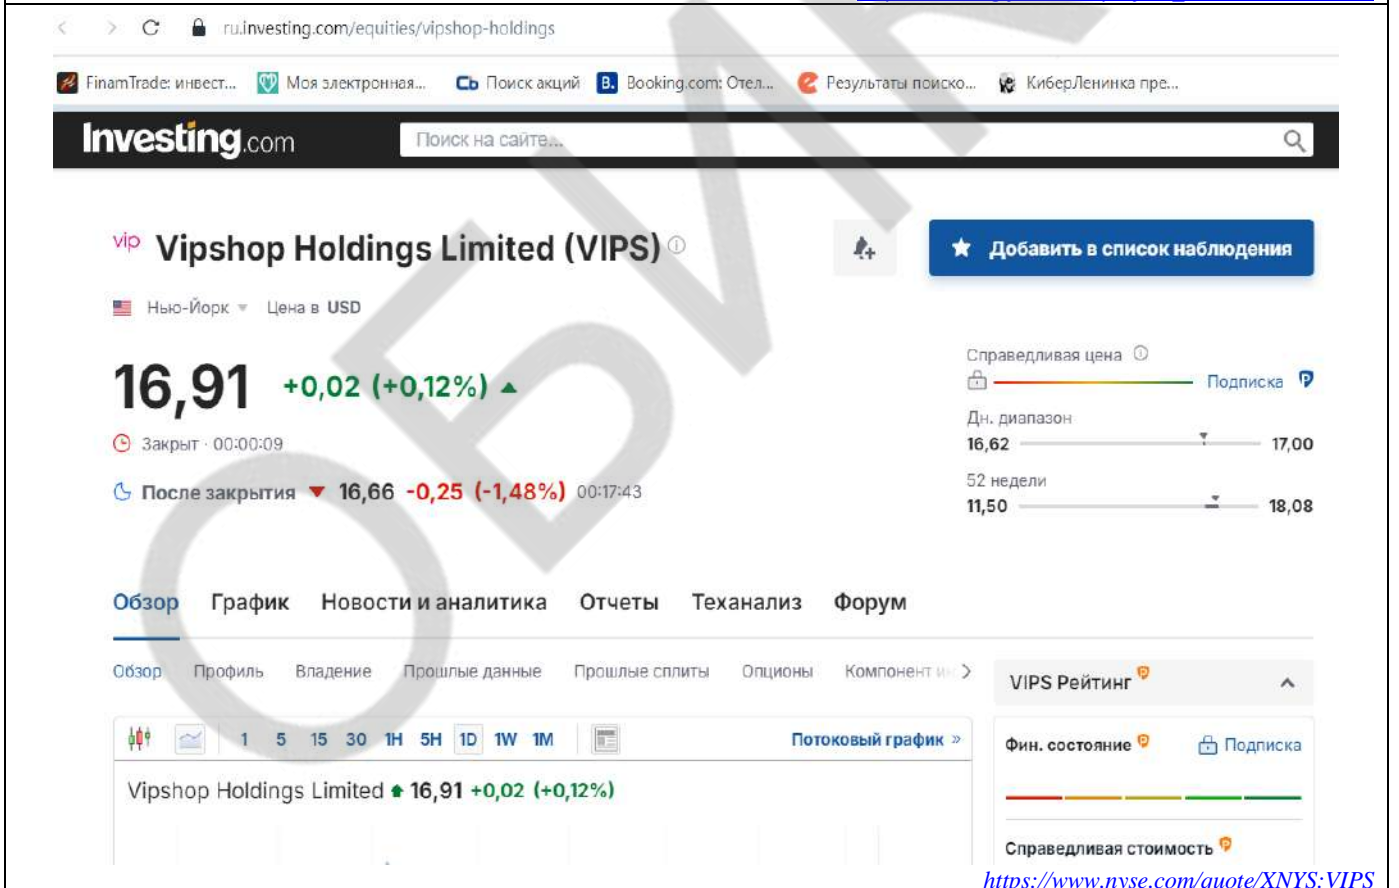 ru.investing.com/equities/vipshop-holdings
FinamTrade: инвест... Моя электронная... Сb Поиск акций B. Booking.com: Отел... Результаты поиско... КиберЛенинка пре...
Investing.com Поиск на сайте...
vip Vipshop Holdings Limited (VIPS)
Добавить в список наблюдения
Нью-Йорк Цена в USD
16,91 +0,02 (+0,12%)
Закрыт · 00:00:09
После закрытия 16,66 -0,25 (-1,48%) 00:17:43
Справедливая цена
Подписка
Дн. диапазон
16,62 17,00
52 недели
11,50 18,08
Обзор График Новости и аналитика Отчеты Теханализ Форум
Обзор Профиль Владение Прошлые данные Прошлые сплиты Опционы Компонент
VIPS Рейтинг
1 5 15 30 1H 5H 1D 1W 1M Потоковый график »
Фин. состояние Подписка
Vipshop Holdings Limited 16,91 +0,02 (+0,12%)
Справедливая стоимость
https://www.nyse.com/quote/XNYS:VIPS